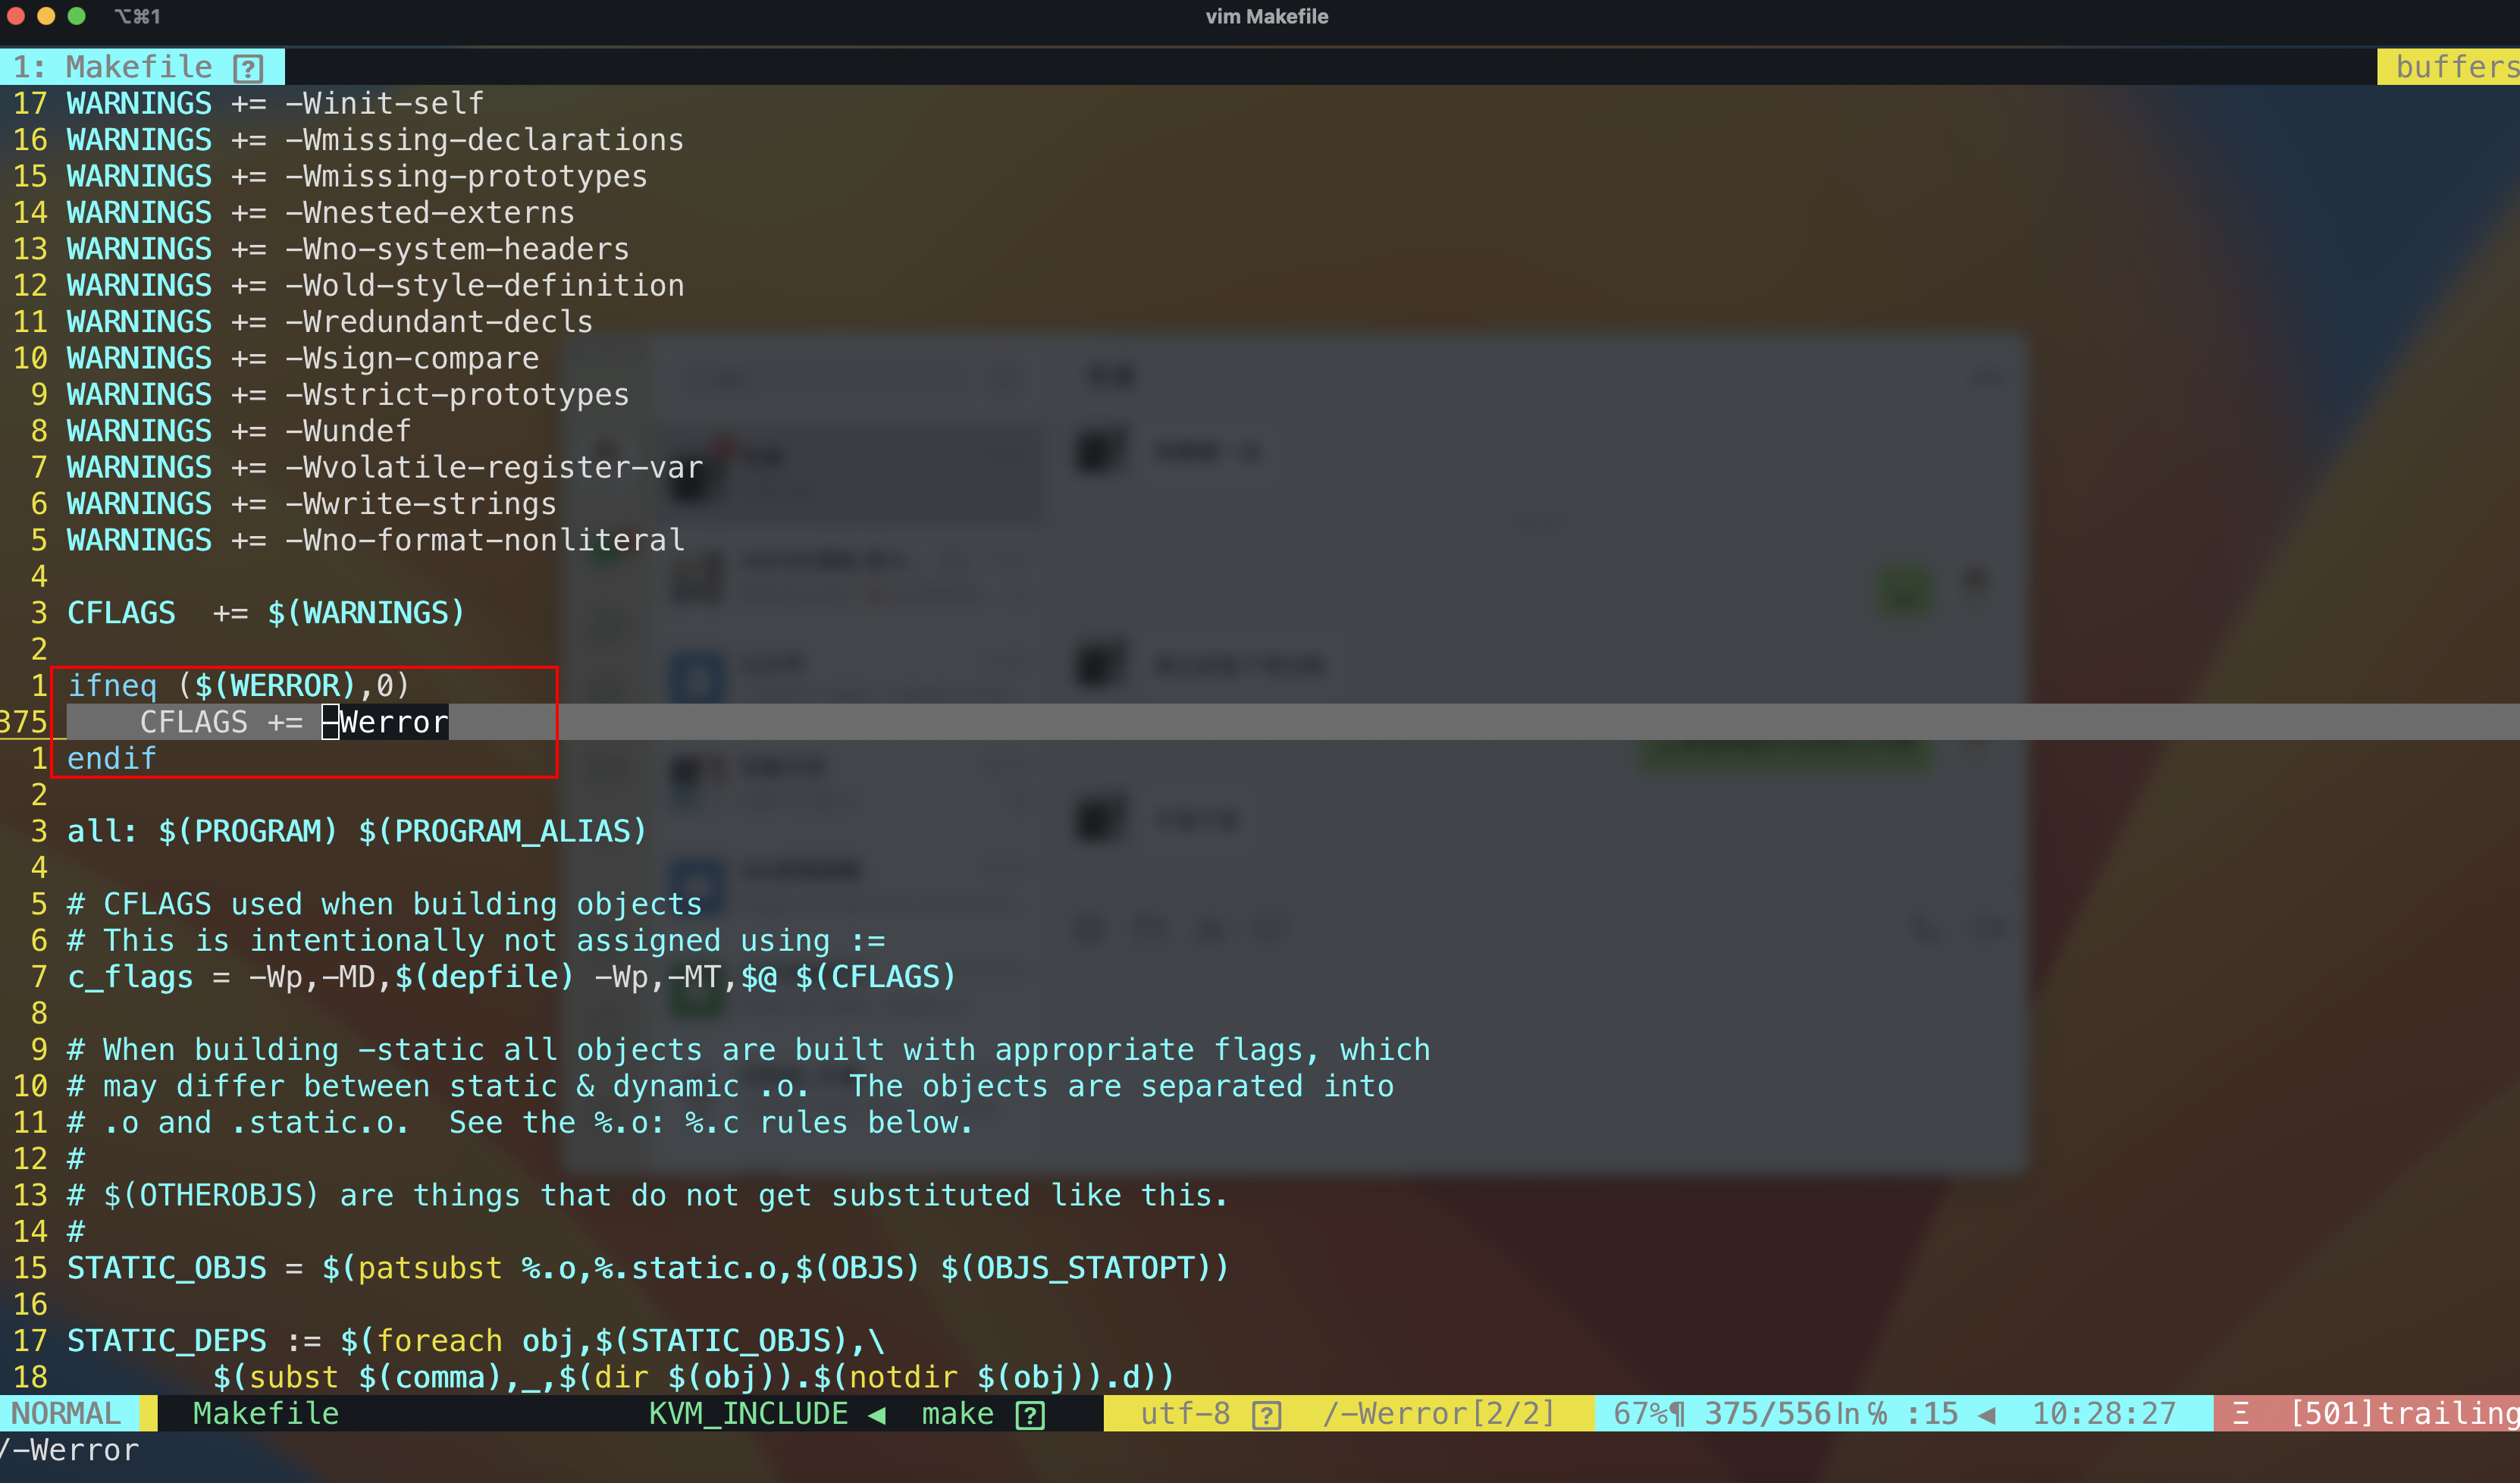 ⌥⌘1
vim Makefile
1: Makefile
buffers
17 WARNINGS += -Winit-self
16 WARNINGS += -Wmissing-declarations
15 WARNINGS += -Wmissing-prototypes
14 WARNINGS += -Wnested-externs
13 WARNINGS += -Wno-system-headers
12 WARNINGS += -Wold-style-definition
11 WARNINGS += -Wredundant-decls
10 WARNINGS += -Wsign-compare
9 WARNINGS += -Wstrict-prototypes
8 WARNINGS += -Wundef
7 WARNINGS += -Wvolatile-register-var
6 WARNINGS += -Wwrite-strings
5 WARNINGS += -Wno-format-nonliteral
4
3 CFLAGS  += $(WARNINGS)
2
1 ifneq ($(WERROR),0)
375     CFLAGS += -Werror
1 endif
2
3 all: $(PROGRAM) $(PROGRAM_ALIAS)
4
5 # CFLAGS used when building objects
6 # This is intentionally not assigned using :=
7 c_flags = -Wp,-MD,$(depfile) -Wp,-MT,$@ $(CFLAGS)
8
9 # When building -static all objects are built with appropriate flags, which
10 # may differ between static & dynamic .o.  The objects are separated into
11 # .o and .static.o.  See the %.o: %.c rules below.
12 #
13 # $(OTHEROBJS) are things that do not get substituted like this.
14 #
15 STATIC_OBJS = $(patsubst %.o,%.static.o,$(OBJS) $(OBJS_STATOPT))
16
17 STATIC_DEPS := $(foreach obj,$(STATIC_OBJS),\
18         $(subst $(comma),_,$(dir $(obj)).$(notdir $(obj)).d))
NORMAL Makefile KVM_INCLUDE ◀ make utf-8 /-Werror[2/2] 67%¶ 375/556㏑℅ :15 ◀ 10:28:27 Ξ [501]trailing
/-Werror